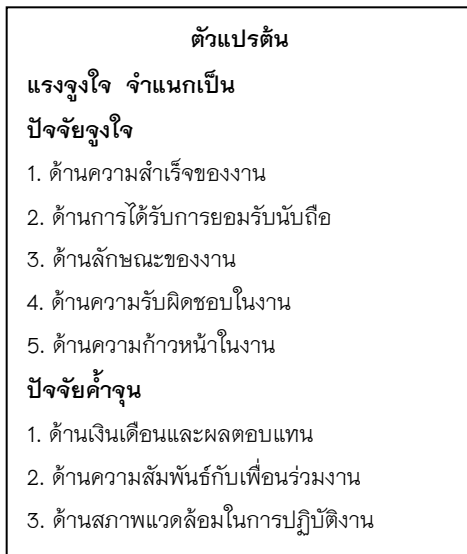 ตัวแปรต้น
แรงจูงใจ จำแนกเป็น
ปัจจัยจูงใจ
1. ด้านความสำเร็จของงาน
2. ด้านการได้รับการยอมรับนับถือ
3. ด้านลักษณะของงาน
4. ด้านความรับผิดชอบในงาน
5. ด้านความก้าวหน้าในงาน
ปัจจัยค้ำจุน
1. ด้านเงินเดือนและผลตอบแทน
2. ด้านความสัมพันธ์กับเพื่อนร่วมงาน
3. ด้านสภาพแวดล้อมในการปฏิบัติงาน